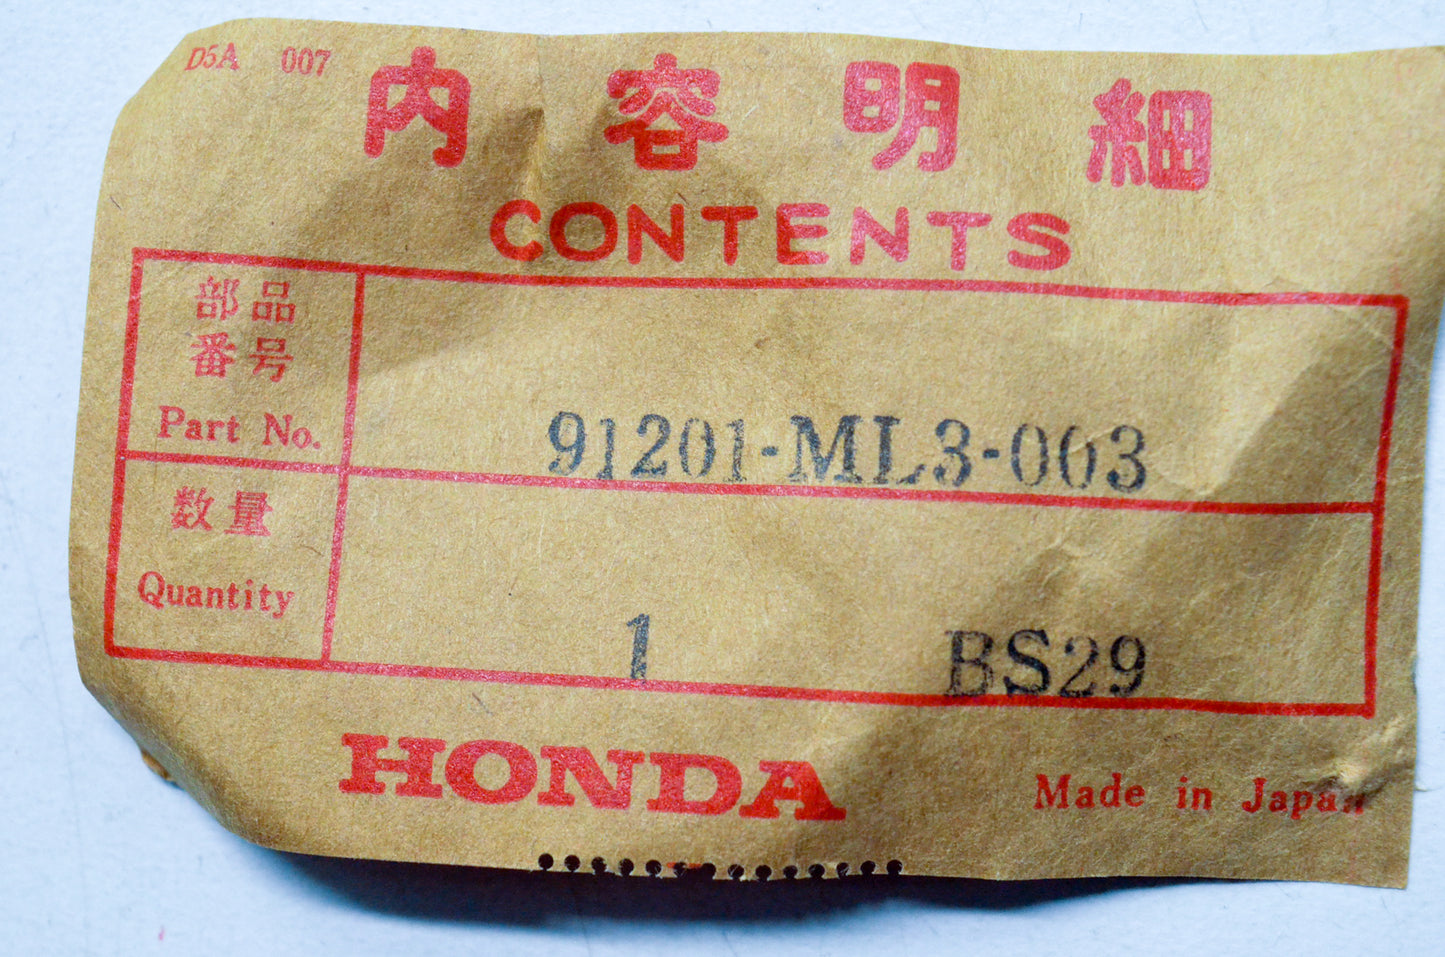 D5A 007
内容明細
CONTENTS
部品
番号
Part No.
91201-ML3-003
数量
Quantity
1 BS29
HONDA
Made in Japan